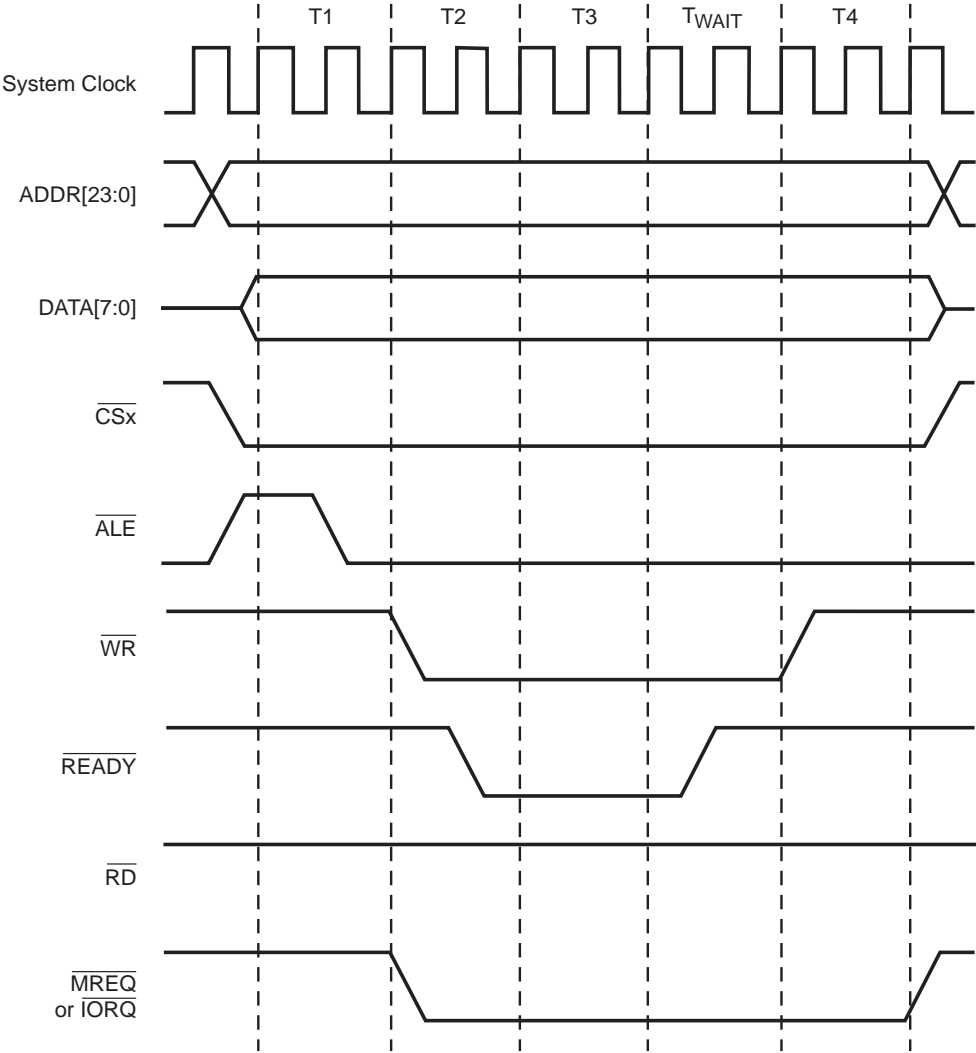 T1 T2 T3 TWAIT T4
System Clock
ADDR[23:0]
DATA[7:0]
CSx
ALE
WR
READY
RD
MREQ
or IORQ